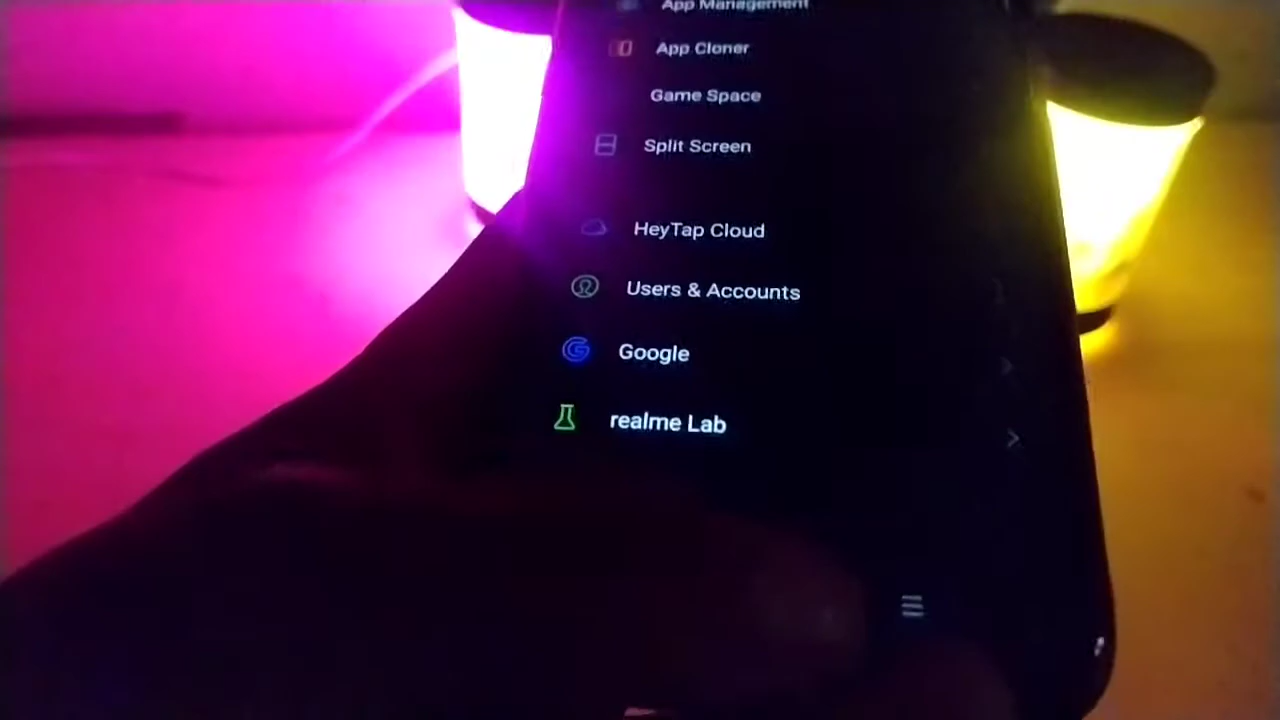 App Management
App Cloner
Game Space
Split Screen
HeyTap Cloud
Users & Accounts
Google
realme Lab